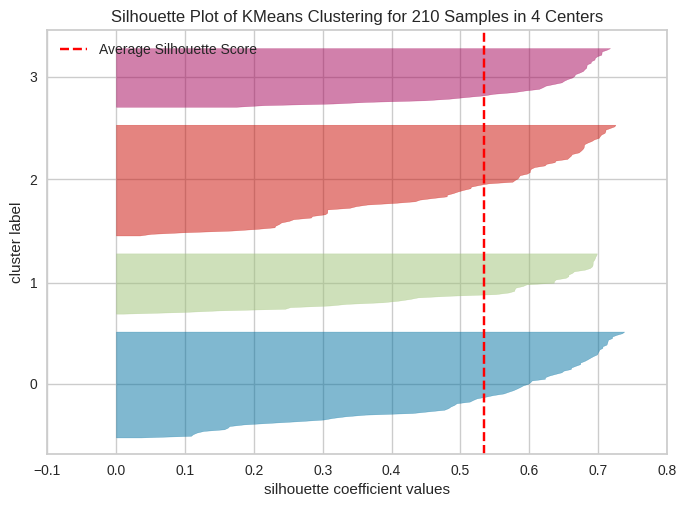 Silhouette Plot of KMeans Clustering for 210 Samples in 4 Centers
Average Silhouette Score
3
2
1
0
cluster label
−0.1 0.0 0.1 0.2 0.3 0.4 0.5 0.6 0.7 0.8
silhouette coefficient values